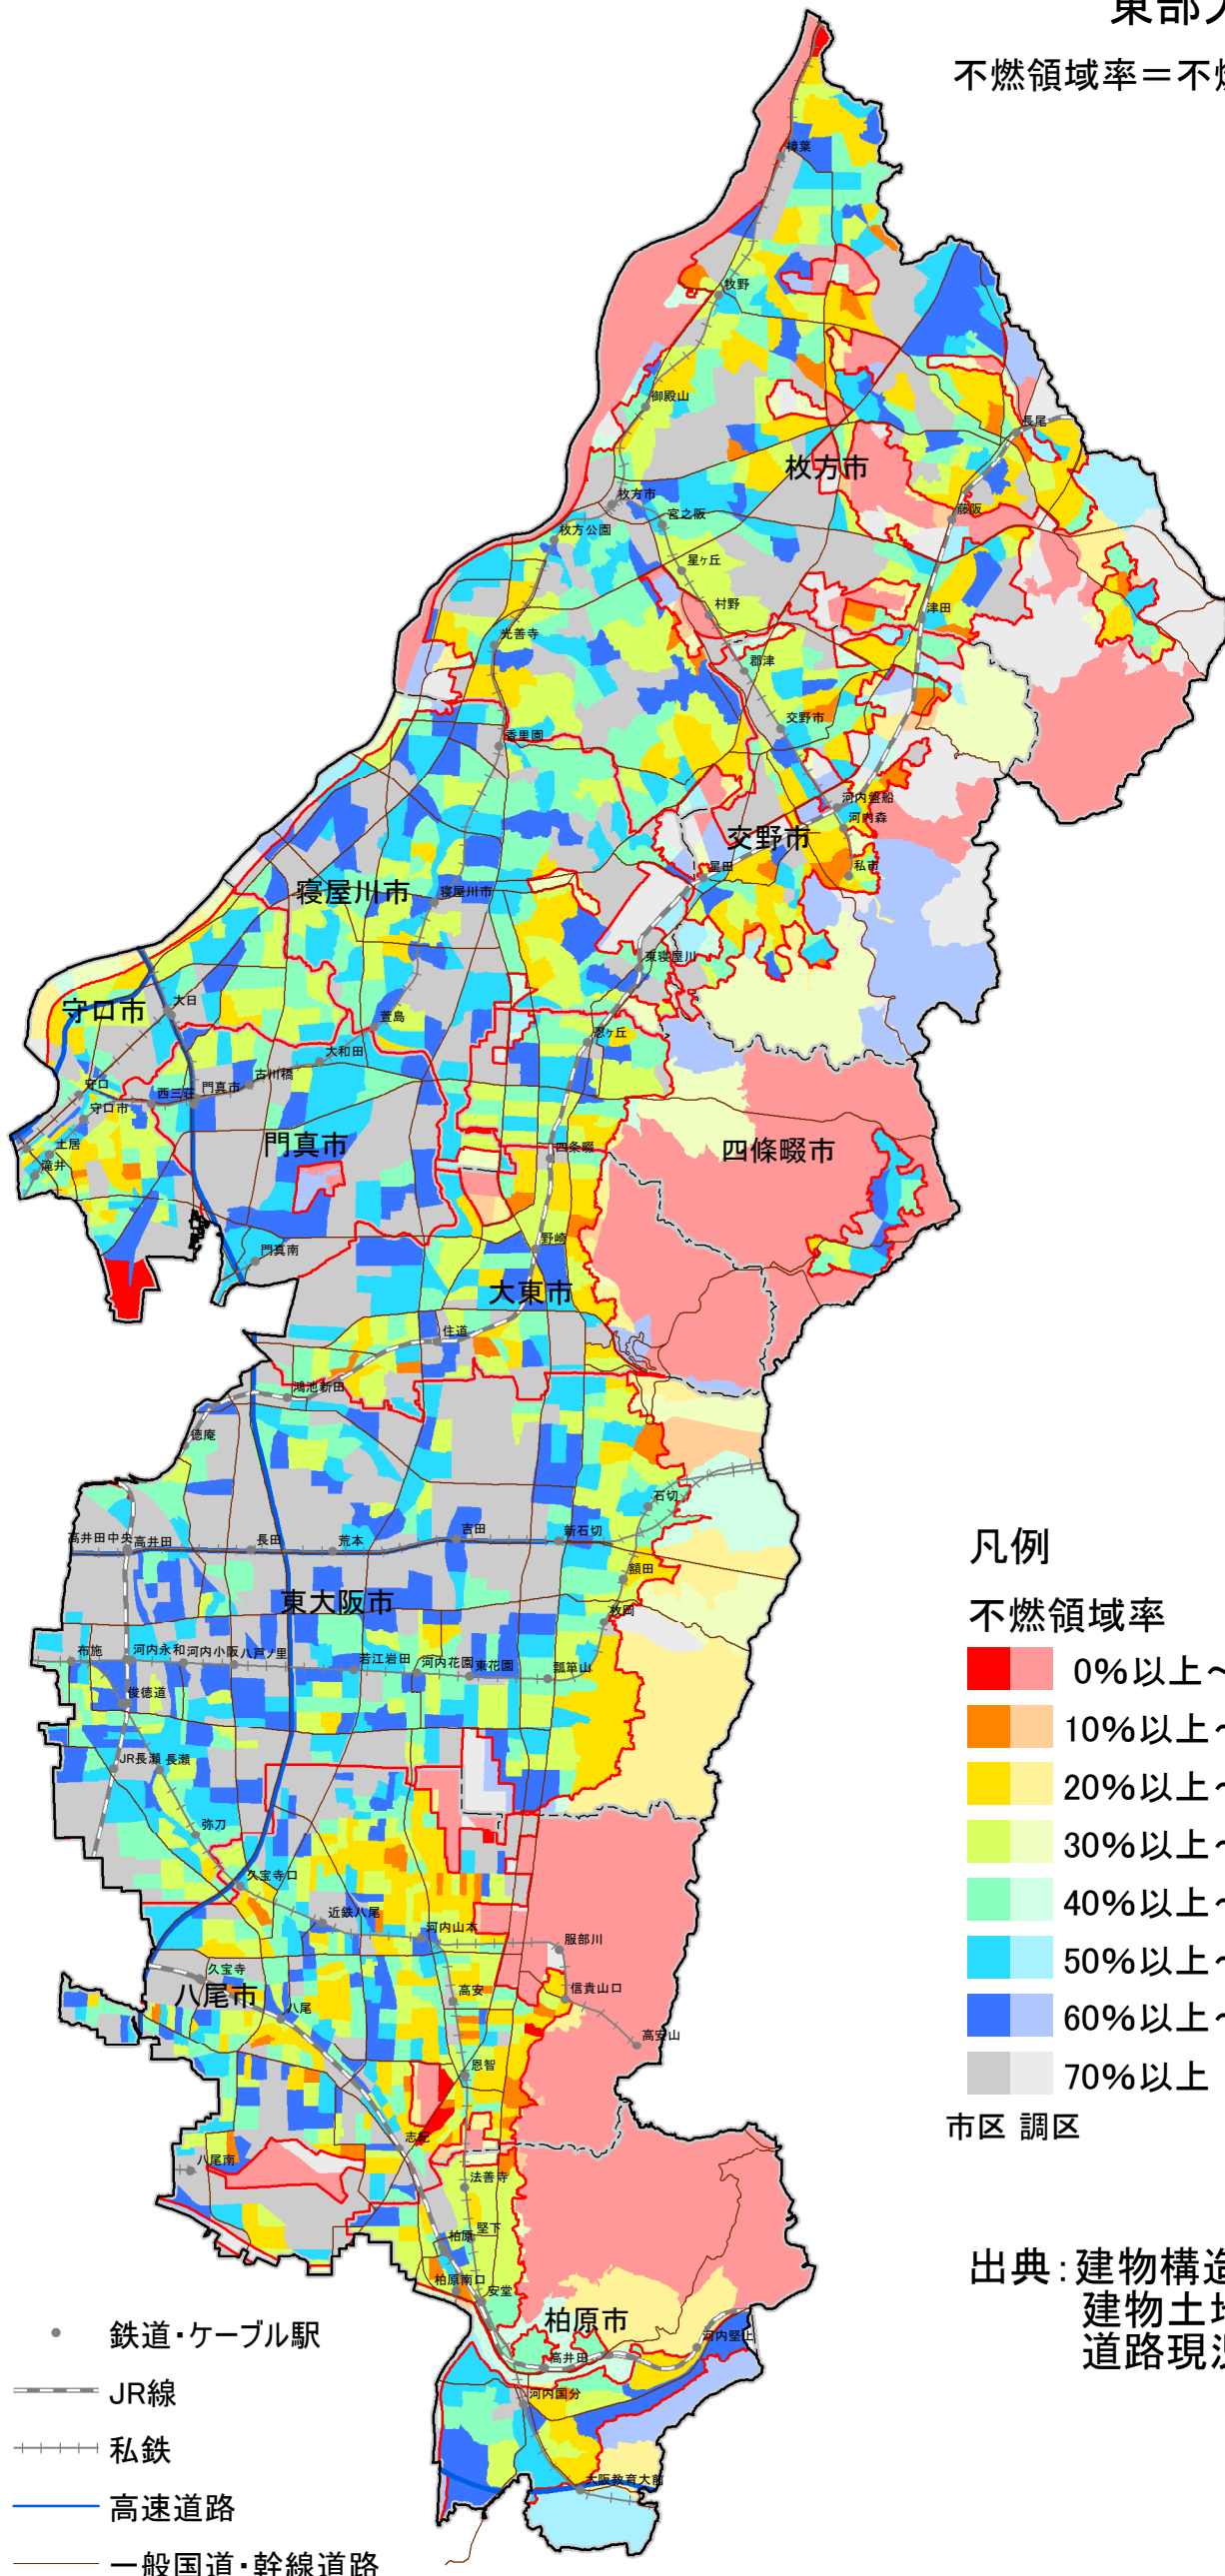 東部大
不燃領域率＝不燃
樟葉
牧野
御殿山
長尾
枚方市
藤阪
枚方市
宮之阪
枚方公園
星ヶ丘
村野
津田
光善寺
郡津
交野市
香里園
河内磐船
河内森
交野市
私市
星田
寝屋川市
寝屋川市
東寝屋川
守口市
大日
萱島
忍ヶ丘
大和田
古川橋
門真市
西三荘
守口
守口市
土居
滝井
門真市
四条畷
四條畷市
野崎
門真南
大東市
住道
鴻池新田
徳庵
石切
高井田中央
高井田
長田
荒本
吉田
新石切
額田
凡例
不燃領域率
0%以上～
10%以上～
20%以上～
30%以上～
40%以上～
50%以上～
60%以上～
70%以上
市区 調区
東大阪市
枚岡
布施
河内永和
河内小阪
八戸ノ里
若江岩田
河内花園
東花園
瓢箪山
俊徳道
JR長瀬
長瀬
弥刀
久宝寺口
近鉄八尾
河内山本
服部川
久宝寺
八尾市
八尾
高安
信貴山口
高安山
恩智
志紀
八尾南
法善寺
柏原
堅下
柏原南口
安堂
柏原市
河内堅上
高井田
河内国分
大阪教育大前
出典：建物構造
建物土地
道路現況
鉄道・ケーブル駅
JR線
私鉄
高速道路
一般国道・幹線道路